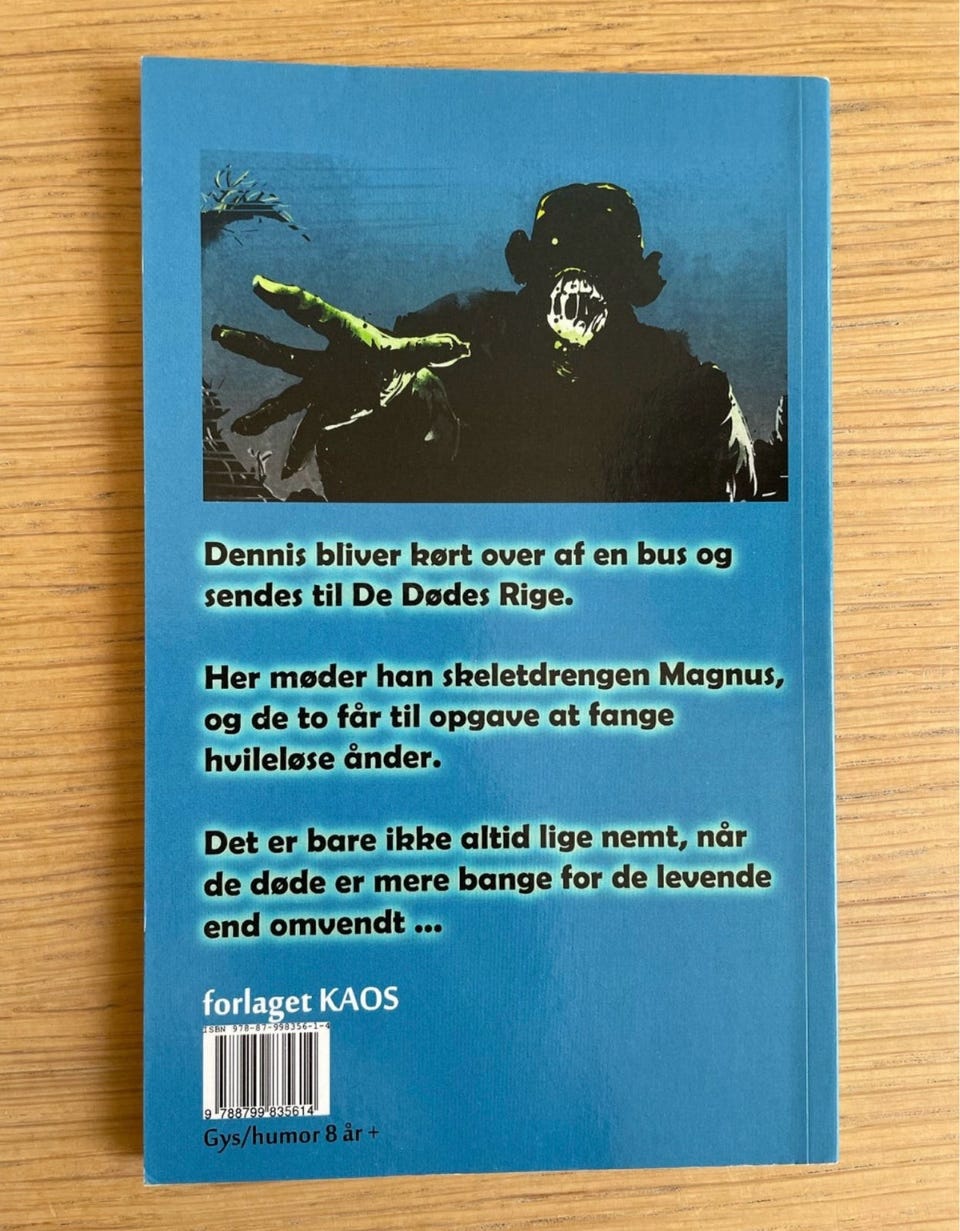 Dennis bliver kørt over af en bus og
sendes til De Dødes Rige.
Her møder han skeletdrengen Magnus,
og de to får til opgave at fange
hvileløse ånder.
Det er bare ikke altid lige nemt, når
de døde er mere bange for de levende
end omvendt ...
forlaget KAOS
ISBN 978-87-998356-1-4
9 788799 835614
Gys/humor 8 år +